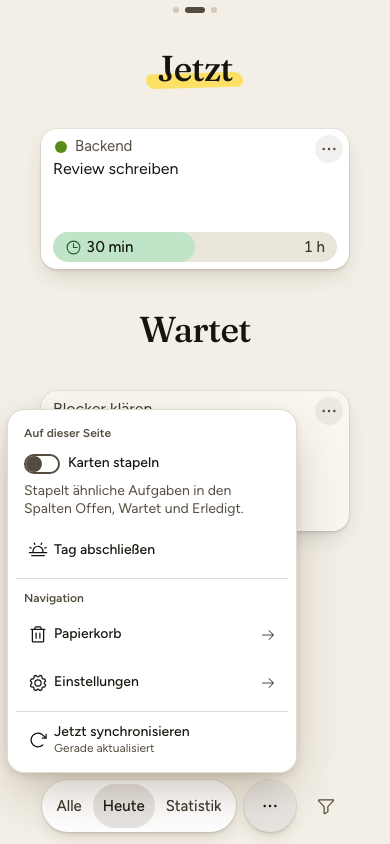 Jetzt
Backend
Review schreiben
30 min
1 h
Wartet
Blocker klären
Auf dieser Seite
Karten stapeln
Stapelt ähnliche Aufgaben in den
Spalten Offen, Wartet und Erledigt.
Tag abschließen
Navigation
Papierkorb
Einstellungen
Jetzt synchronisieren
Gerade aktualisiert
Alle
Heute
Statistik